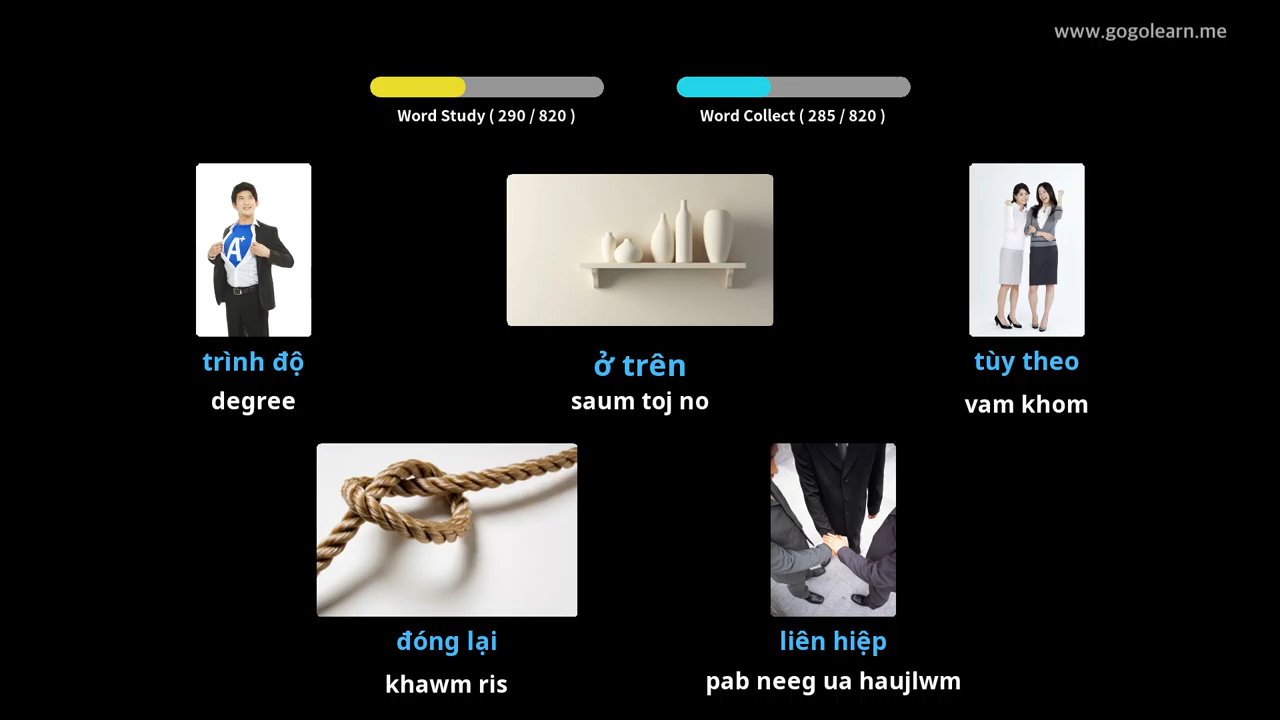 www.gogolearn.me
Word Study ( 290 / 820 )
Word Collect ( 285 / 820 )
A+
trình độ
degree
ở trên
saum toj no
tùy theo
vam khom
đóng lại
khawm ris
liên hiệp
pab neeg ua haujlwm